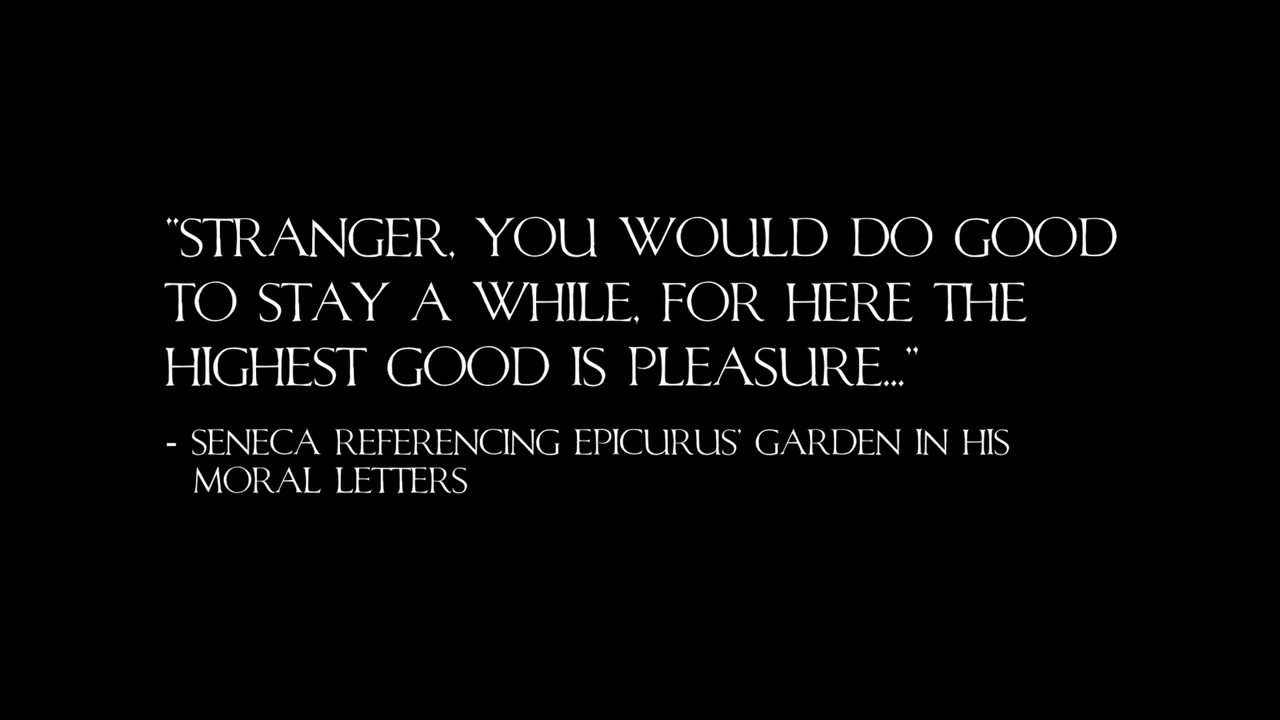 "STRANGER, YOU WOULD DO GOOD
TO STAY A WHILE, FOR HERE THE
HIGHEST GOOD IS PLEASURE..."
- SENECA REFERENCING EPICURUS' GARDEN IN HIS
MORAL LETTERS